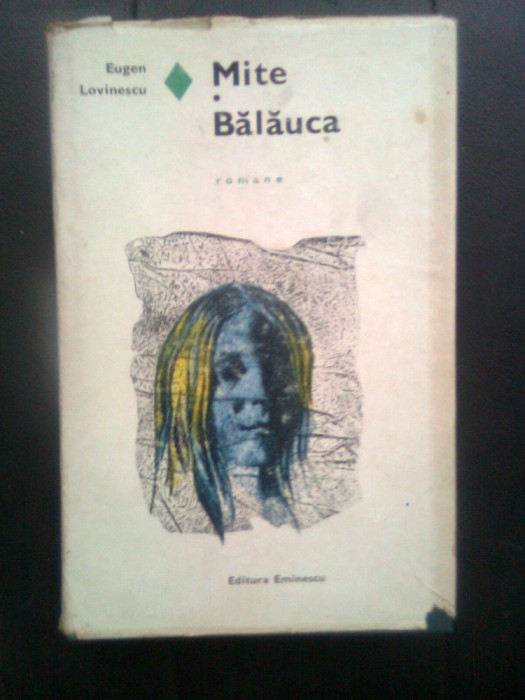 Eugen
Lovinescu
Mite
•
Bălăuca
romane
Editura Eminescu